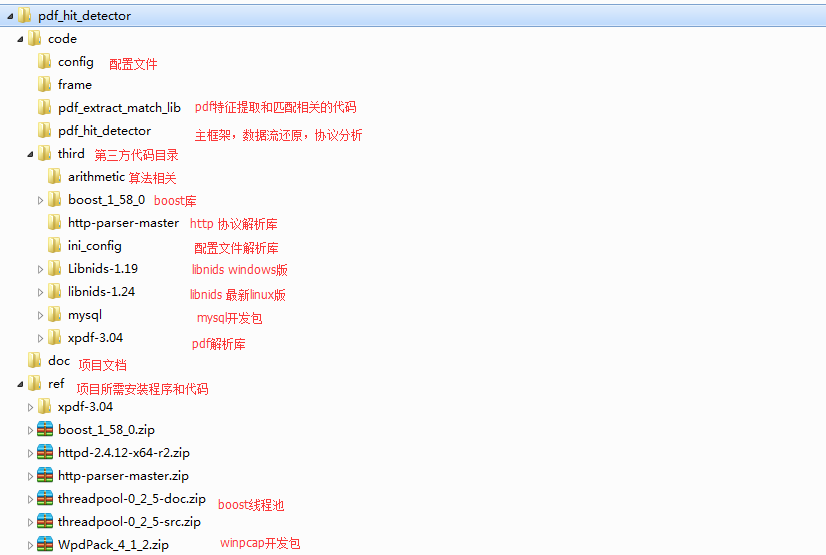 pdf_hit_detector
code
config 配置文件
frame
pdf_extract_match_lib pdf特征提取和匹配相关的代码
pdf_hit_detector 主框架，数据流还原，协议分析
third 第三方代码目录
arithmetic 算法相关
boost_1_58_0 boost库
http-parser-master http 协议解析库
ini_config 配置文件解析库
Libnids-1.19 libnids windows版
libnids-1.24 libnids 最新linux版
mysql mysql开发包
xpdf-3.04 pdf解析库
doc 项目文档
ref 项目所需安装程序和代码
xpdf-3.04
boost_1_58_0.zip
httpd-2.4.12-x64-r2.zip
http-parser-master.zip
threadpool-0_2_5-doc.zip boost线程池
threadpool-0_2_5-src.zip
WpdPack_4_1_2.zip winpcap开发包